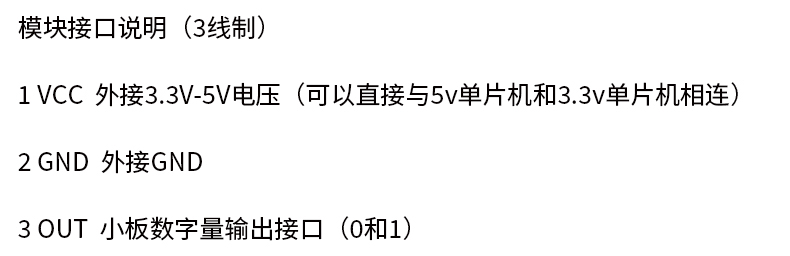 模块接口说明（3线制）
1 VCC 外接3.3V-5V电压（可以直接与5v单片机和3.3v单片机相连）
2 GND 外接GND
3 OUT 小板数字量输出接口（0和1）